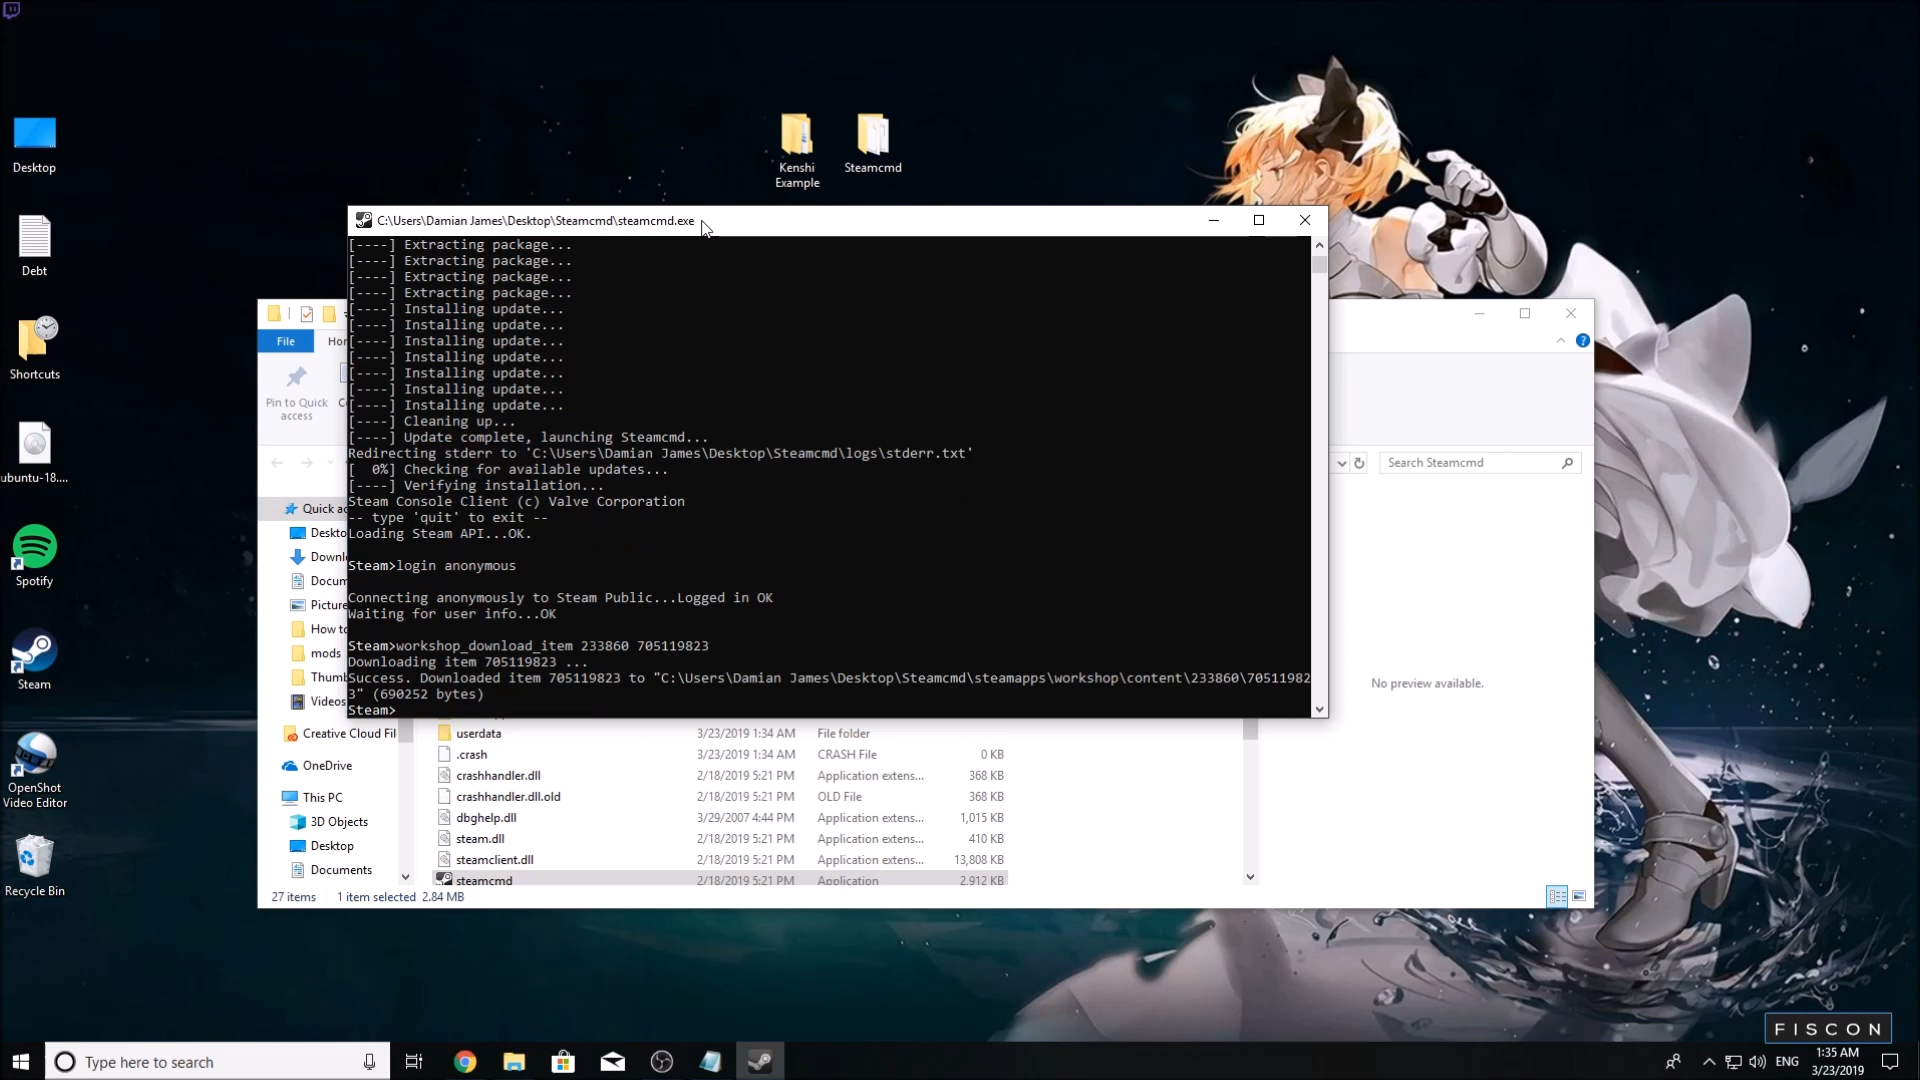 Desktop
Debt
Shortcuts
ubuntu-18....
Spotify
Steam
OpenShot
Video Editor
Recycle Bin
Kenshi
Example
Steamcmd
C:\Users\Damian James\Desktop\Steamcmd\steamcmd.exe
[----] Extracting package...
[----] Extracting package...
[----] Extracting package...
[----] Extracting package...
[----] Installing update...
[----] Installing update...
[----] Installing update...
[----] Installing update...
[----] Installing update...
[----] Installing update...
[----] Installing update...
[----] Cleaning up...
[----] Update complete, launching Steamcmd...
Redirecting stderr to 'C:\Users\Damian James\Desktop\Steamcmd\logs\stderr.txt'
[  0%] Checking for available updates...
[----] Verifying installation...
Steam Console Client (c) Valve Corporation
-- type 'quit' to exit --
Loading Steam API...OK.
Steam>login anonymous
Connecting anonymously to Steam Public...Logged in OK
Waiting for user info...OK
Steam>workshop_download_item 233860 705119823
Downloading item 705119823 ...
Success. Downloaded item 705119823 to "C:\Users\Damian James\Desktop\Steamcmd\steamapps\workshop\content\233860\70511982
3" (690252 bytes)
Steam>
File
Hor
Pin to Quick
access
Search Steamcmd
Quick ac
Deskto
Downl
Docum
Picture
How to
mods
Thumb
Videos
Creative Cloud Fil
OneDrive
This PC
3D Objects
Desktop
Documents
No preview available.
userdata 3/23/2019 1:34 AM File folder
.crash 3/23/2019 1:34 AM CRASH File 0 KB
crashhandler.dll 2/18/2019 5:21 PM Application extens... 368 KB
crashhandler.dll.old 2/18/2019 5:21 PM OLD File 368 KB
dbghelp.dll 3/29/2007 4:44 PM Application extens... 1,015 KB
steam.dll 2/18/2019 5:21 PM Application extens... 410 KB
steamclient.dll 2/18/2019 5:21 PM Application extens... 13,808 KB
steamcmd 2/18/2019 5:21 PM Application 2,912 KB
27 items 1 item selected 2.84 MB
FISCON
Type here to search
ENG
1:35 AM
3/23/2019